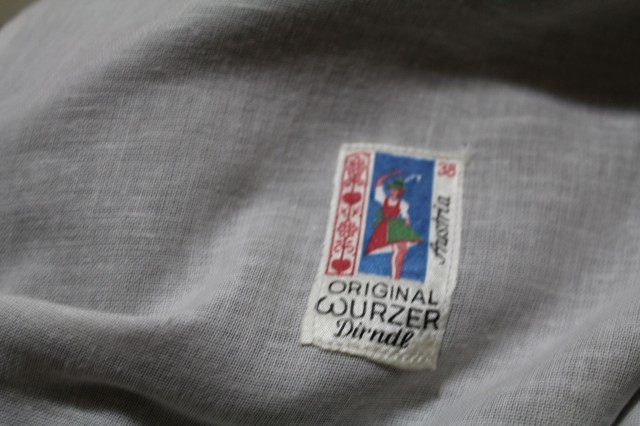 38
Austria
ORIGINAL
WURZER
Dirndl